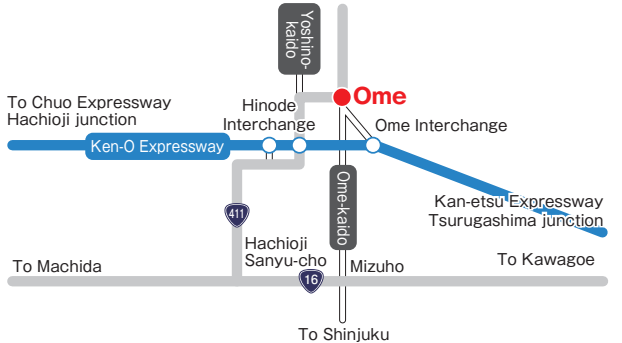 Yoshino-
kaido
Ome
To Chuo Expressway
Hachioji junction
Hinode
Interchange
Ome Interchange
Ken-O Expressway
Ome-kaido
Kan-etsu Expressway
Tsurugashima junction
411
Hachioji
Sanyu-cho
To Machida
16
Mizuho
To Kawagoe
To Shinjuku